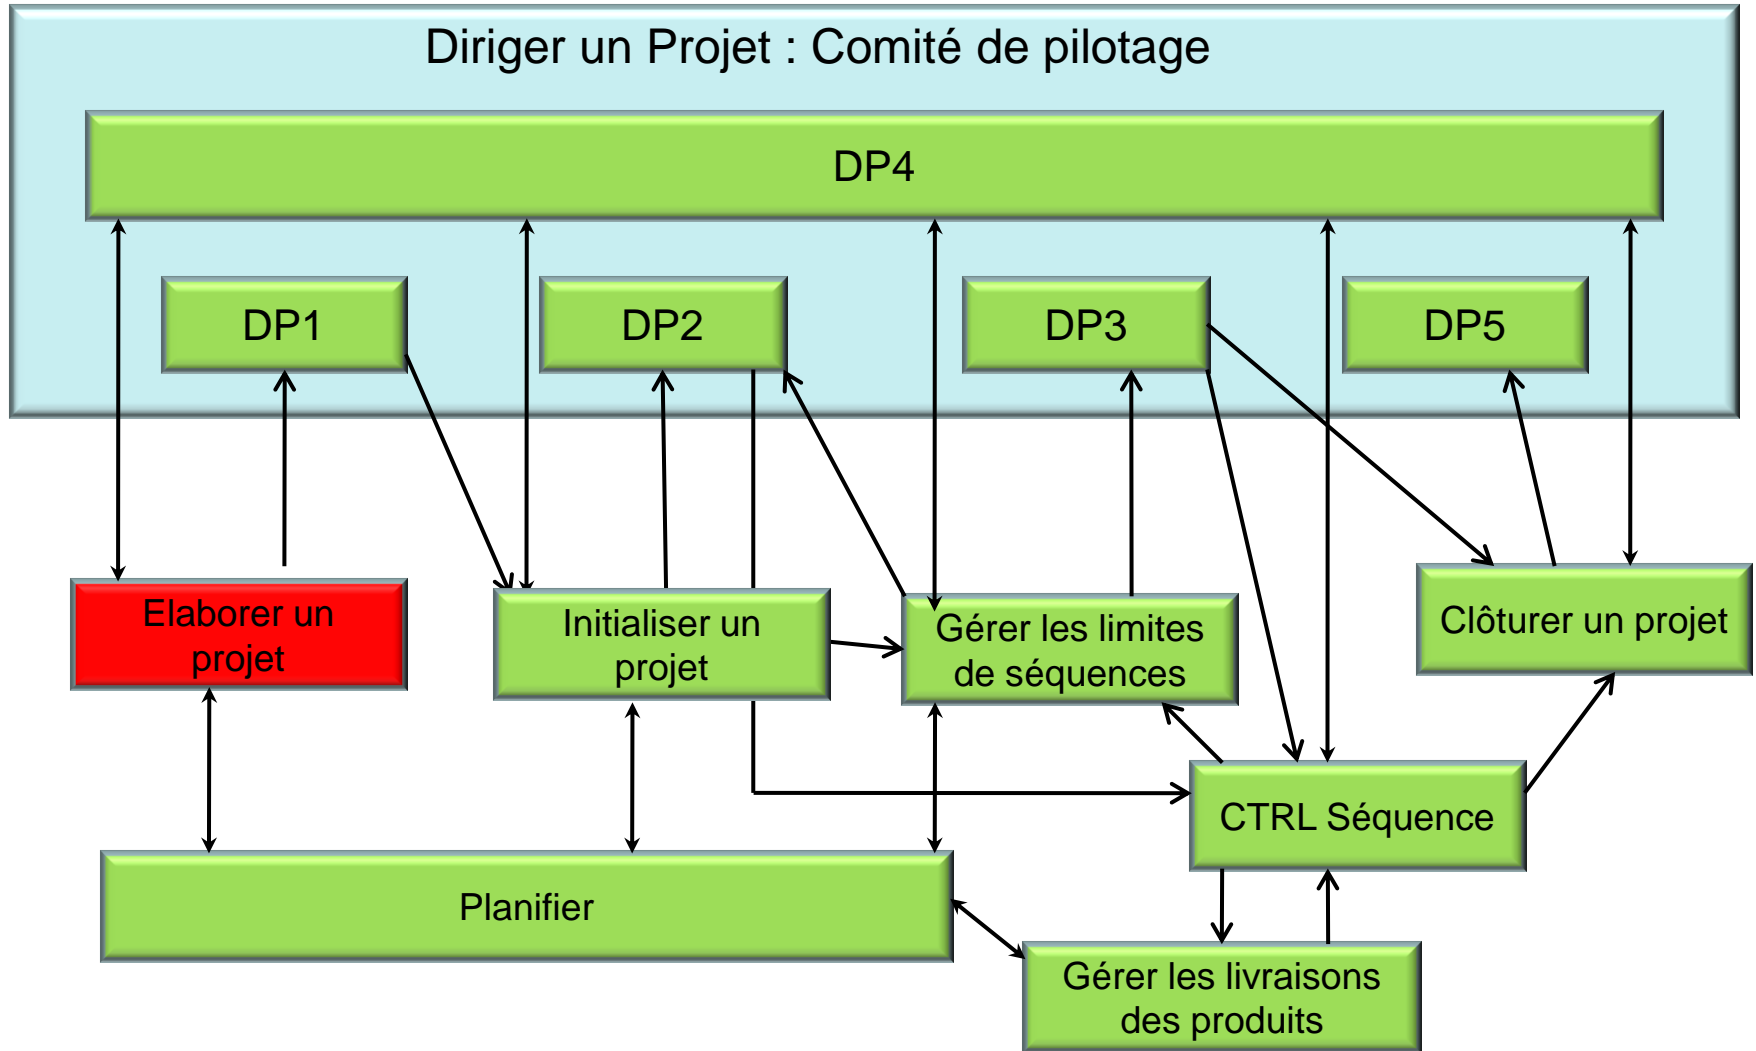 Diriger un Projet : Comité de pilotage
DP4
DP1
DP2
DP3
DP5
Elaborer un
projet
Initialiser un
projet
Gérer les limites
de séquences
Clôturer un projet
CTRL Séquence
Planifier
Gérer les livraisons
des produits